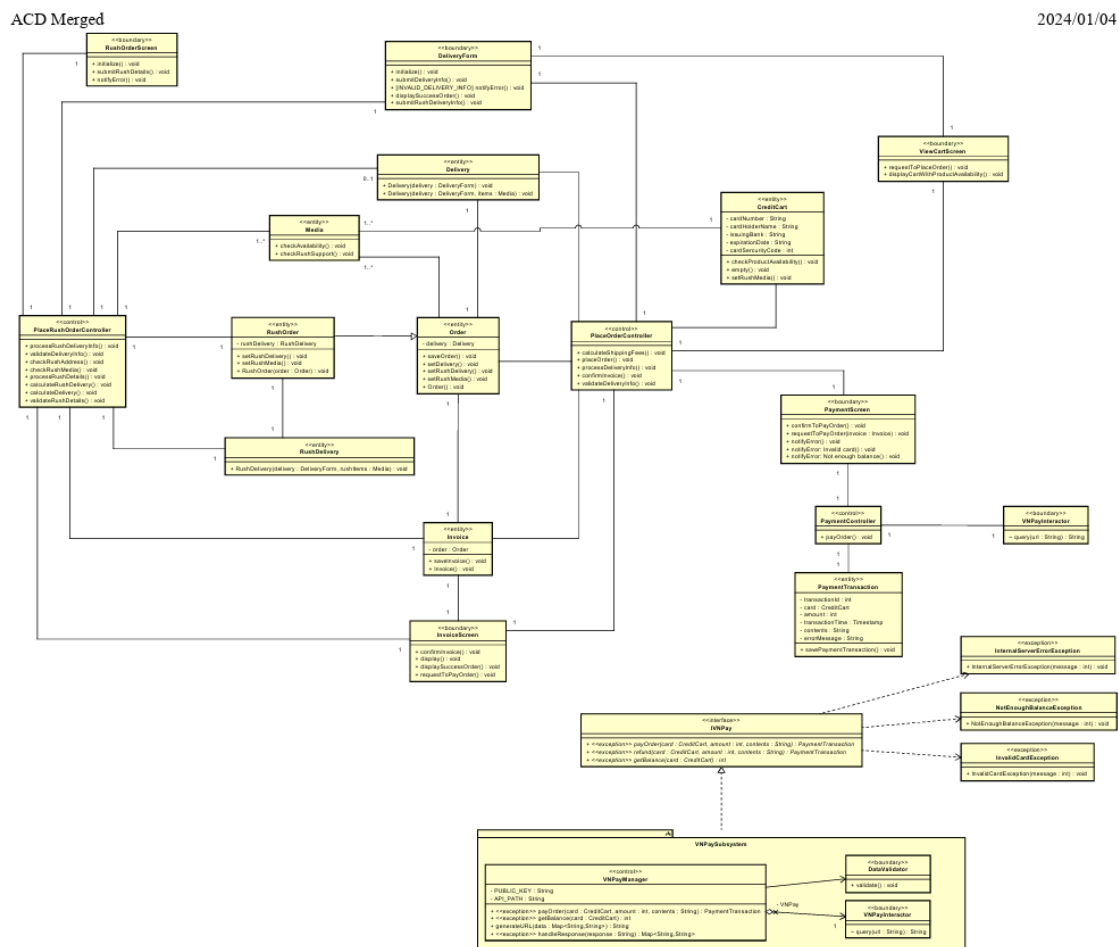 ACD Merged
2024/01/04
<<boundary>>
RushOrderScreen
+ initialize() : void
+ submitRushDetails() : void
+ notifyError() : void
<<boundary>>
DeliveryForm
+ initialize() : void
+ submitDeliveryInfo() : void
+ [INVALID_DELIVERY_INFO] notifyError() : void
+ displaySuccessOrder() : void
+ submitRushDeliveryInfo() : void
<<boundary>>
ViewCartScreen
+ requestToPlaceOrder() : void
+ displayCartWithProductAvailability() : void
<<entity>>
Delivery
+ Delivery(delivery : DeliveryForm) : void
+ Delivery(delivery : DeliveryForm, items : Media) : void
<<entity>>
Media
+ checkAvailability() : void
+ checkRushSupport() : void
<<entity>>
CreditCart
- cardNumber : String
- cardHolderName : String
- issuingBank : String
- expirationDate : String
- cardSercurityCode : int
+ checkProductAvailability() : void
+ empty() : void
+ setRushMedia() : void
<<control>>
PlaceRushOrderController
+ processRushDeliveryInfo() : void
+ validateDeliveryInfo() : void
+ checkRushAddress() : void
+ checkRushMedia() : void
+ processRushDetails() : void
+ calculateRushDelivery() : void
+ calculateDelivery() : void
+ validateRushDetails() : void
<<entity>>
RushOrder
- rushDelivery : RushDelivery
+ setRushDelivery() : void
+ setRushMedia() : void
+ RushOrder(order : Order) : void
<<entity>>
Order
- delivery : Delivery
+ saveOrder() : void
+ setDelivery() : void
+ setRushDelivery() : void
+ setRushMedia() : void
+ Order() : void
<<control>>
PlaceOrderController
+ calculateShippingFees() : void
+ placeOrder() : void
+ processDeliveryInfo() : void
+ confirmInvoice() : void
+ validateDeliveryInfo() : void
<<boundary>>
PaymentScreen
+ confirmToPayOrder() : void
+ requestToPayOrder(invoice : Invoice) : void
+ notifyError() : void
+ notifyError: Invalid card() : void
+ notifyError: Not enough balance() : void
<<entity>>
RushDelivery
+ RushDelivery(delivery : DeliveryForm, rushItems : Media) : void
<<control>>
PaymentController
+ payOrder() : void
<<boundary>>
VNPayInteractor
~ query(url : String) : String
<<entity>>
Invoice
- order : Order
+ saveInvoice() : void
+ Invoice() : void
<<entity>>
PaymentTransaction
- transactionId : int
- card : CreditCart
- amount : int
- transactionTime : Timestamp
- contents : String
- errorMessage : String
+ savePaymentTransaction() : void
<<boundary>>
InvoiceScreen
+ confirmInvoice() : void
+ display() : void
+ displaySuccessOrder() : void
+ requestToPayOrder() : void
<<exception>>
InternalServerErrorException
+ InternalServerErrorException(message : int) : void
<<exception>>
NotEnoughBalanceException
+ NotEnoughBalanceException(message : int) : void
<<exception>>
InvalidCardException
+ InvalidCardException(message : int) : void
<<interface>>
IVNPay
+ <<exception>> payOrder(card : CreditCart, amount : int, contents : String) : PaymentTransaction
+ <<exception>> refund(card : CreditCart, amount : int, contents : String) : PaymentTransaction
+ <<exception>> getBalance(card : CreditCart) : int
VNPaySubsystem
<<control>>
VNPayManager
- PUBLIC_KEY : String
- API_PATH : String
+ <<exception>> payOrder(card : CreditCart, amount : int, contents : String) : PaymentTransaction
+ <<exception>> getBalance(card : CreditCart) : int
+ generateURL(data : Map<String,String>) : String
~ <<exception>> handleResponse(response : String) : Map<String,String>
- VNPay
1
<<boundary>>
DataValidator
+ validate() : void
<<boundary>>
VNPayInteractor
~ query(url : String) : String